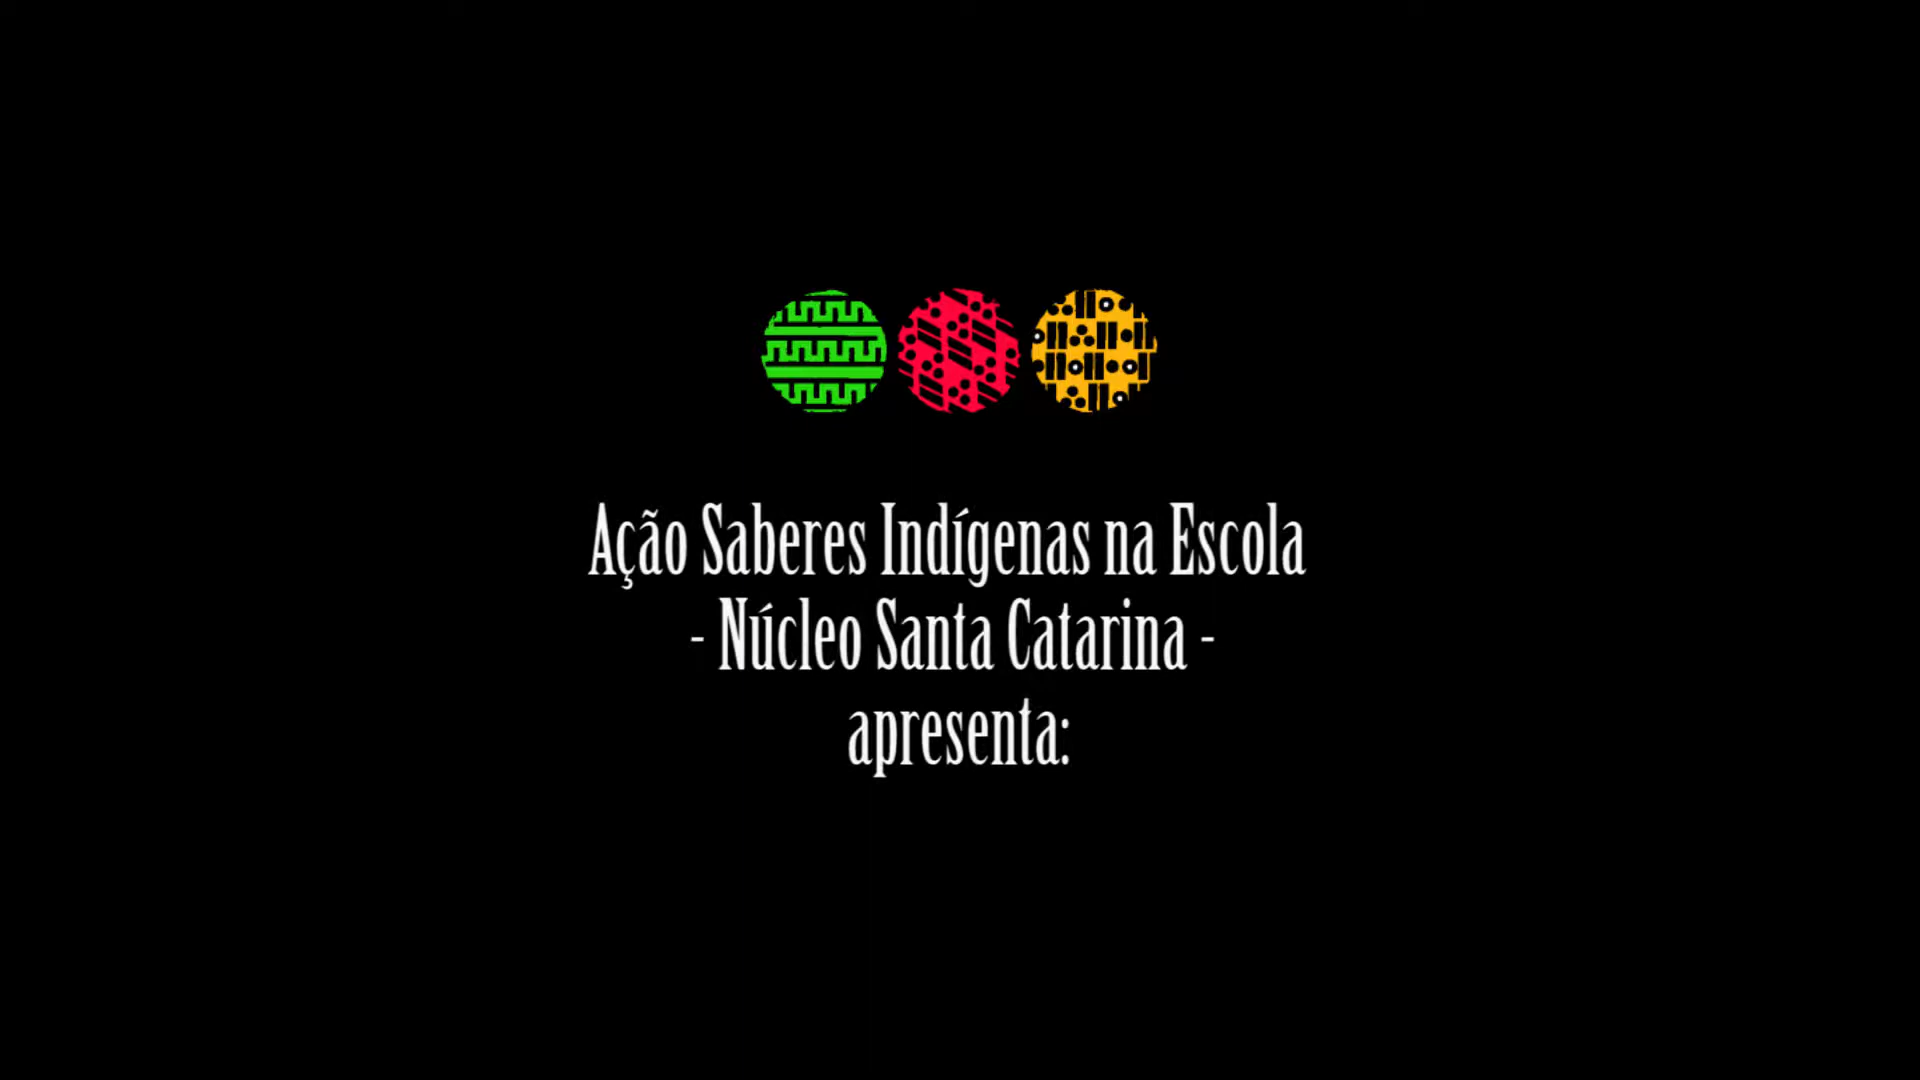 Ação Saberes Indígenas na Escola
- Núcleo Santa Catarina -
apresenta: